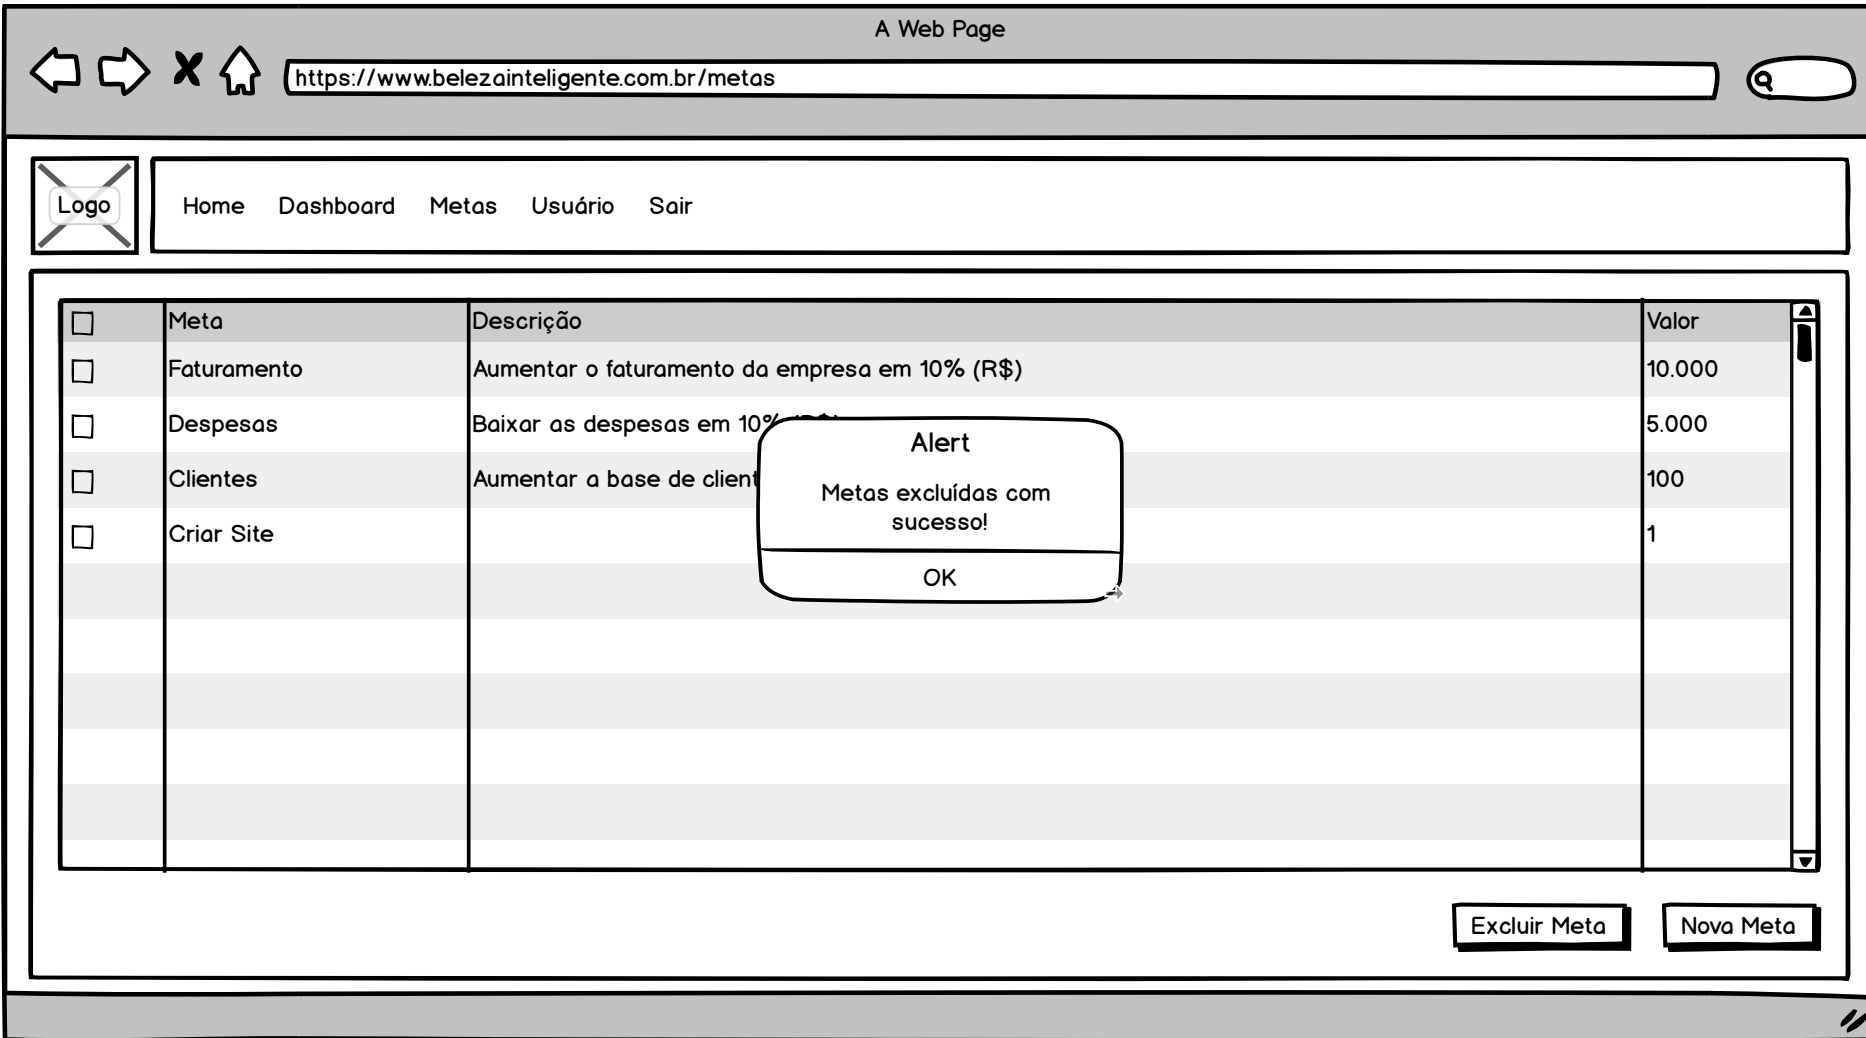 A Web Page
https://www.belezainteligente.com.br/metas
Logo
Home Dashboard Metas Usuário Sair
Meta Descrição Valor
Faturamento Aumentar o faturamento da empresa em 10% (R$) 10.000
Despesas Baixar as despesas em 10% 5.000
Clientes Aumentar a base de client 100
Criar Site 1
Alert
Metas excluídas com
sucesso!
OK
Excluir Meta Nova Meta